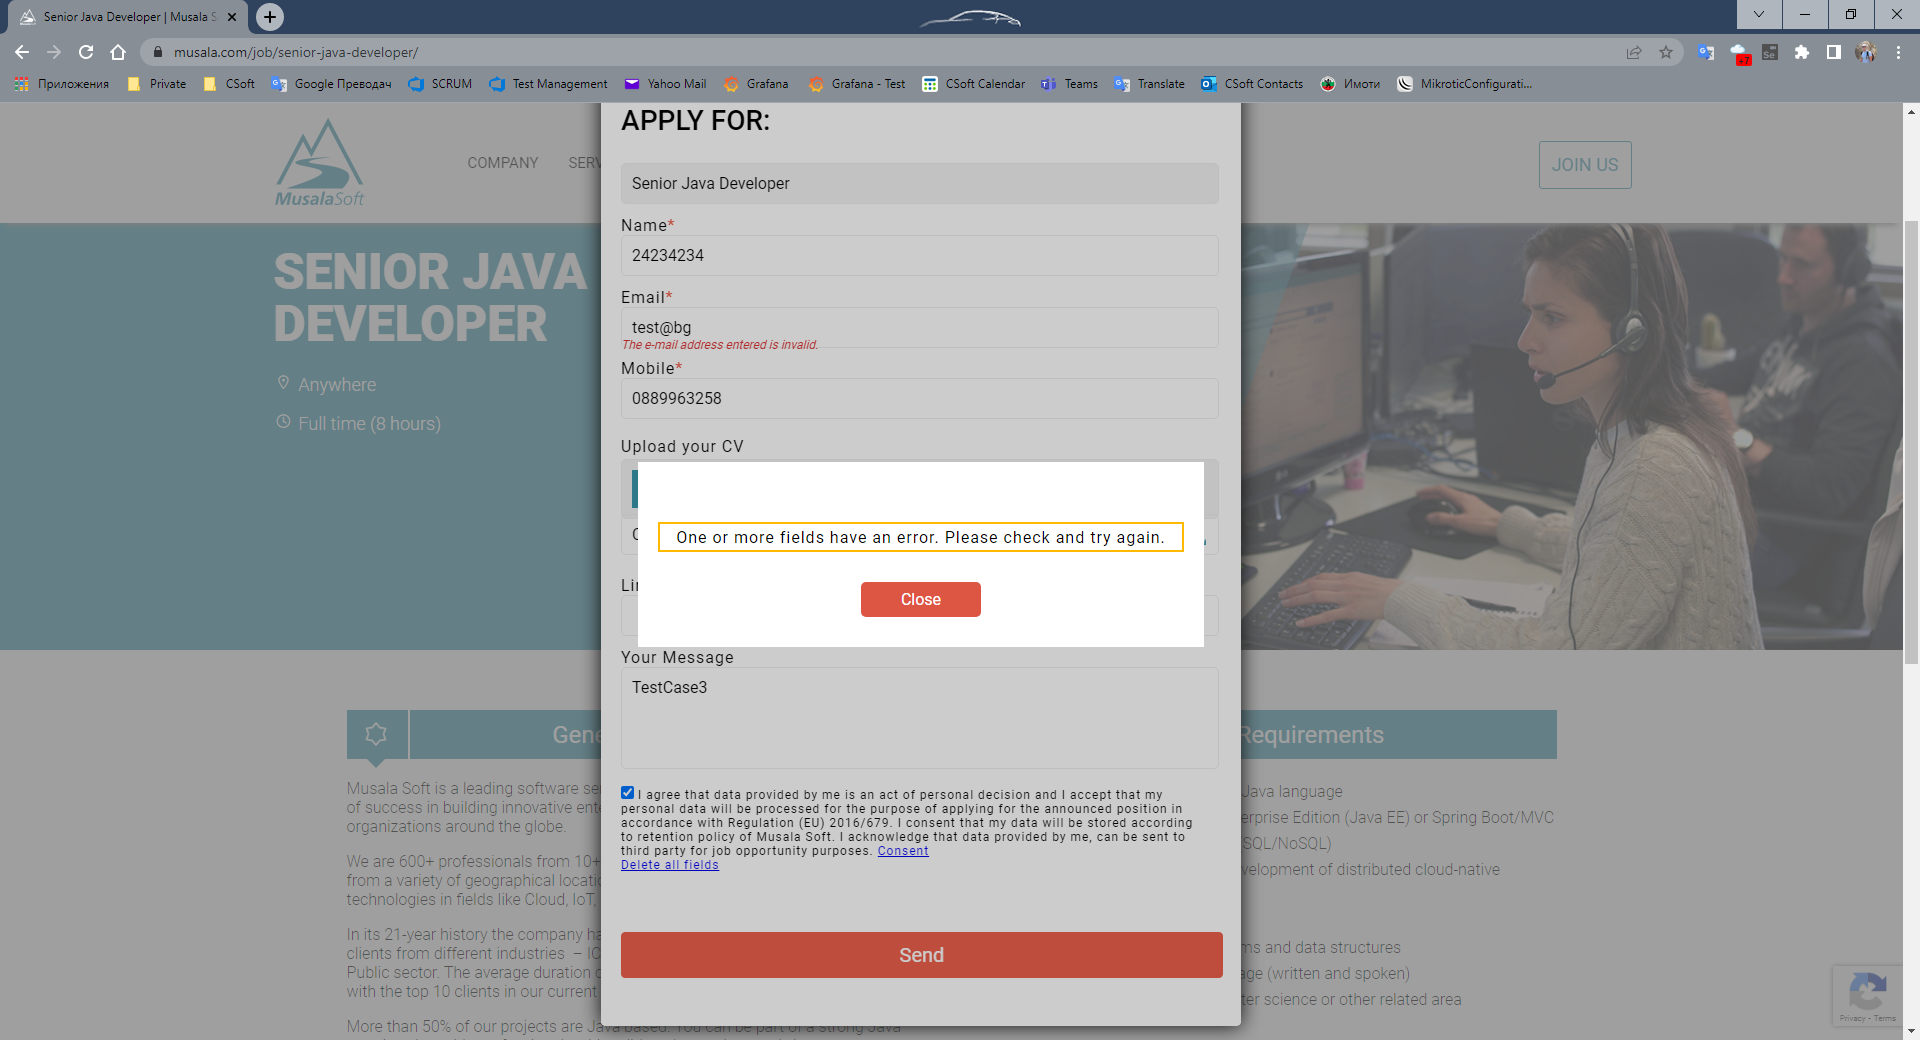 Senior Java Developer | Musala S
musala.com/job/senior-java-developer/
Приложения Private CSoft Google Преводач SCRUM Test Management Yahoo Mail Grafana Grafana - Test CSoft Calendar Teams Translate CSoft Contacts Имоти MikroticConfigurati...
MusalaSoft
COMPANY
SERV
JOIN US
SENIOR JAVA
DEVELOPER
Anywhere
Full time (8 hours)
APPLY FOR:
Senior Java Developer
Name*
24234234
Email*
test@bg
The e-mail address entered is invalid.
Mobile*
0889963258
Upload your CV
One or more fields have an error. Please check and try again.
Close
Your Message
TestCase3
I agree that data provided by me is an act of personal decision and I accept that my
personal data will be processed for the purpose of applying for the announced position in
accordance with Regulation (EU) 2016/679. I consent that my data will be stored according
to retention policy of Musala Soft. I acknowledge that data provided by me, can be sent to
third party for job opportunity purposes. Consent
Delete all fields
Send
Gene
Musala Soft is a leading software se
of success in building innovative ente
organizations around the globe.
We are 600+ professionals from 10+
from a variety of geographical locatio
technologies in fields like Cloud, IoT,
In its 21-year history the company ha
clients from different industries – IC
Public sector. The average duration o
with the top 10 clients in our current
More than 50% of our projects are Java based. You can be part of a strong Java
Requirements
Java language
erprise Edition (Java EE) or Spring Boot/MVC
SQL/NoSQL)
velopment of distributed cloud-native
ms and data structures
age (written and spoken)
ter science or other related area
Privacy - Terms